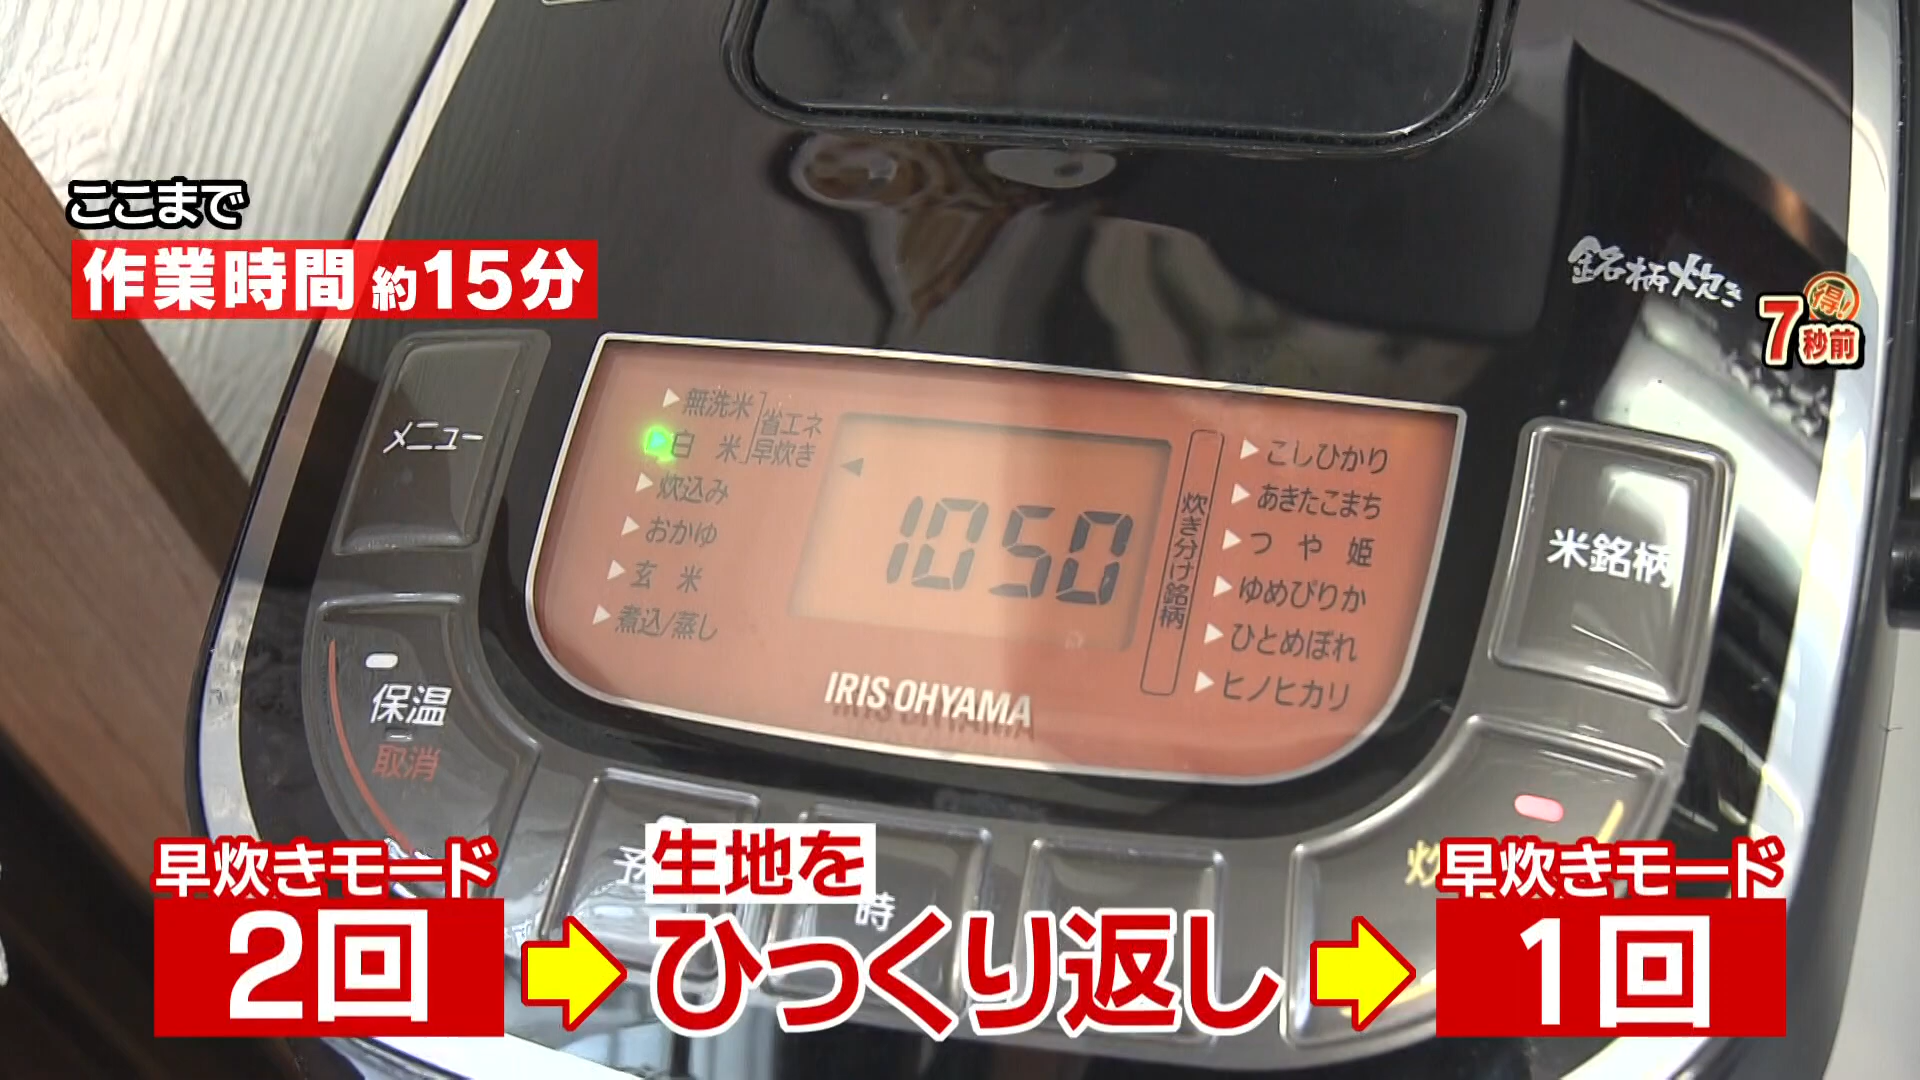 ここまで
作業時間 約15分
銘柄炊き
得!
7秒前
メニュー
無洗米
白米
省エネ
早炊き
炊込み
おかゆ
玄米
煮込/蒸し
1050
炊き分け銘柄
こしひかり
あきたこまち
つや姫
ゆめぴりか
ひとめぼれ
ヒノヒカリ
米銘柄
IRIS OHYAMA
保温
取消
予
時
炊
早炊きモード
2回
生地を
ひっくり返し
早炊きモード
1回